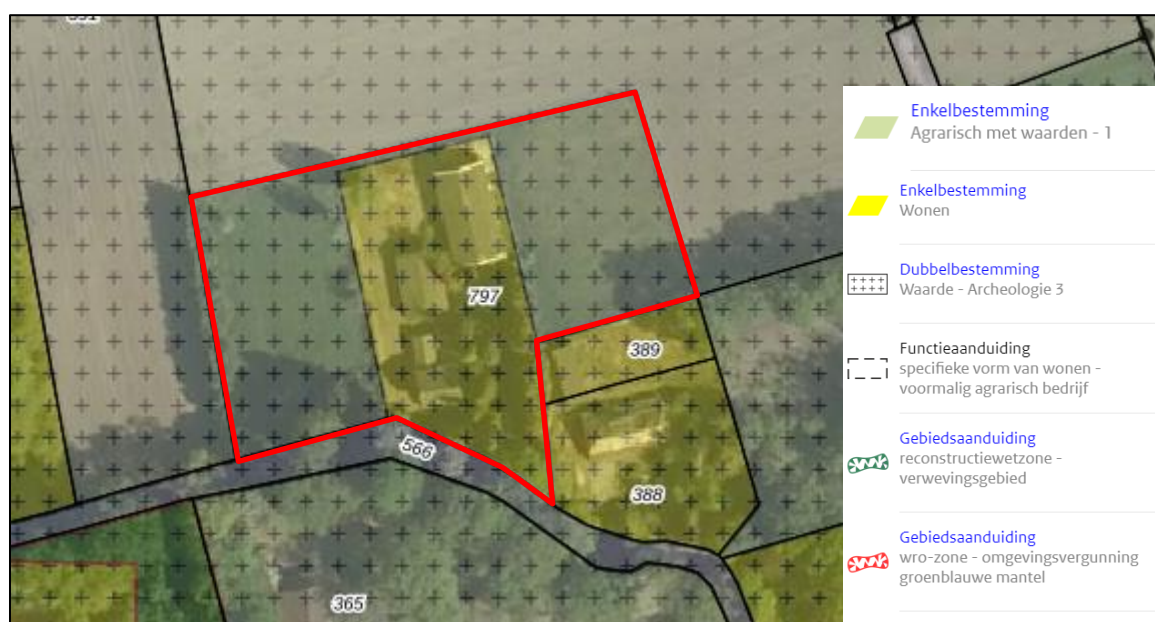 Enkelbestemming
Agrarisch met waarden - 1
Enkelbestemming
Wonen
797
Dubbelbestemming
Waarde - Archeologie 3
389
Functieaanduiding
specifieke vorm van wonen -
voormalig agrarisch bedrijf
566
Gebiedsaanduiding
reconstructiewetzone -
verwevingsgebied
388
Gebiedsaanduiding
wro-zone - omgevingsvergunning
groenblauwe mantel
365